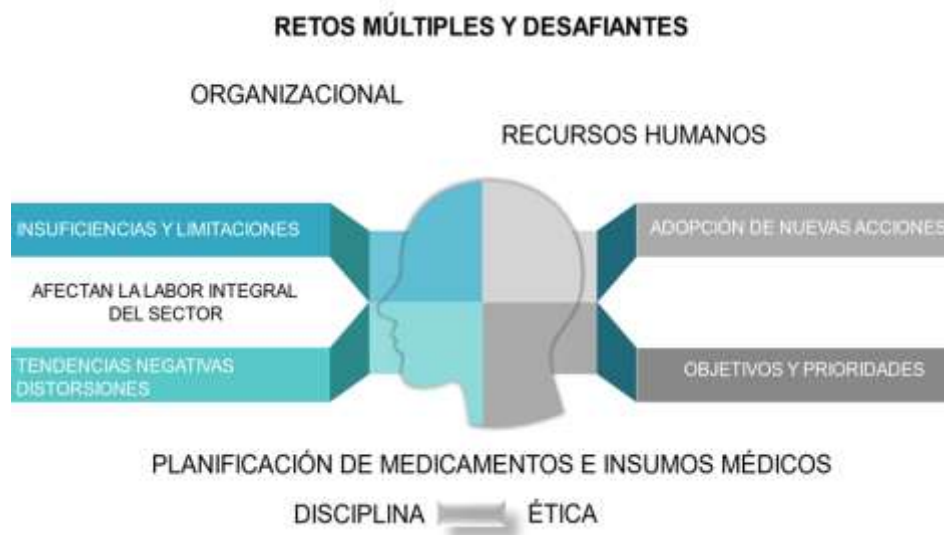 RETOS MÚLTIPLES Y DESAFIANTES
ORGANIZACIONAL
RECURSOS HUMANOS
INSUFICIENCIAS Y LIMITACIONES
ADOPCIÓN DE NUEVAS ACCIONES
AFECTAN LA LABOR INTEGRAL
DEL SECTOR
TENDENCIAS NEGATIVAS
DISTORSIONES
OBJETIVOS Y PRIORIDADES
PLANIFICACIÓN DE MEDICAMENTOS E INSUMOS MÉDICOS
DISCIPLINA ÉTICA